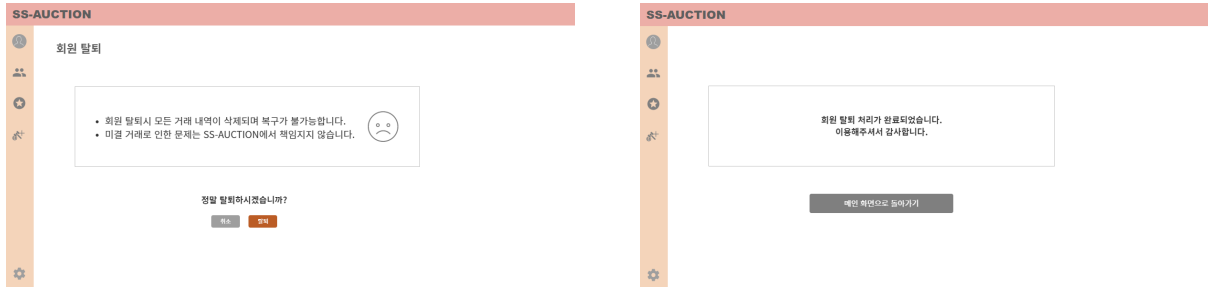 SS-AUCTION
회원 탈퇴
• 회원 탈퇴시 모든 거래 내역이 삭제되며 복구가 불가능합니다.
• 미결 거래로 인한 문제는 SS-AUCTION에서 책임지지 않습니다.
정말 탈퇴하시겠습니까?
취소 탈퇴
SS-AUCTION
회원 탈퇴 처리가 완료되었습니다.
이용해주셔서 감사합니다.
메인 화면으로 돌아가기